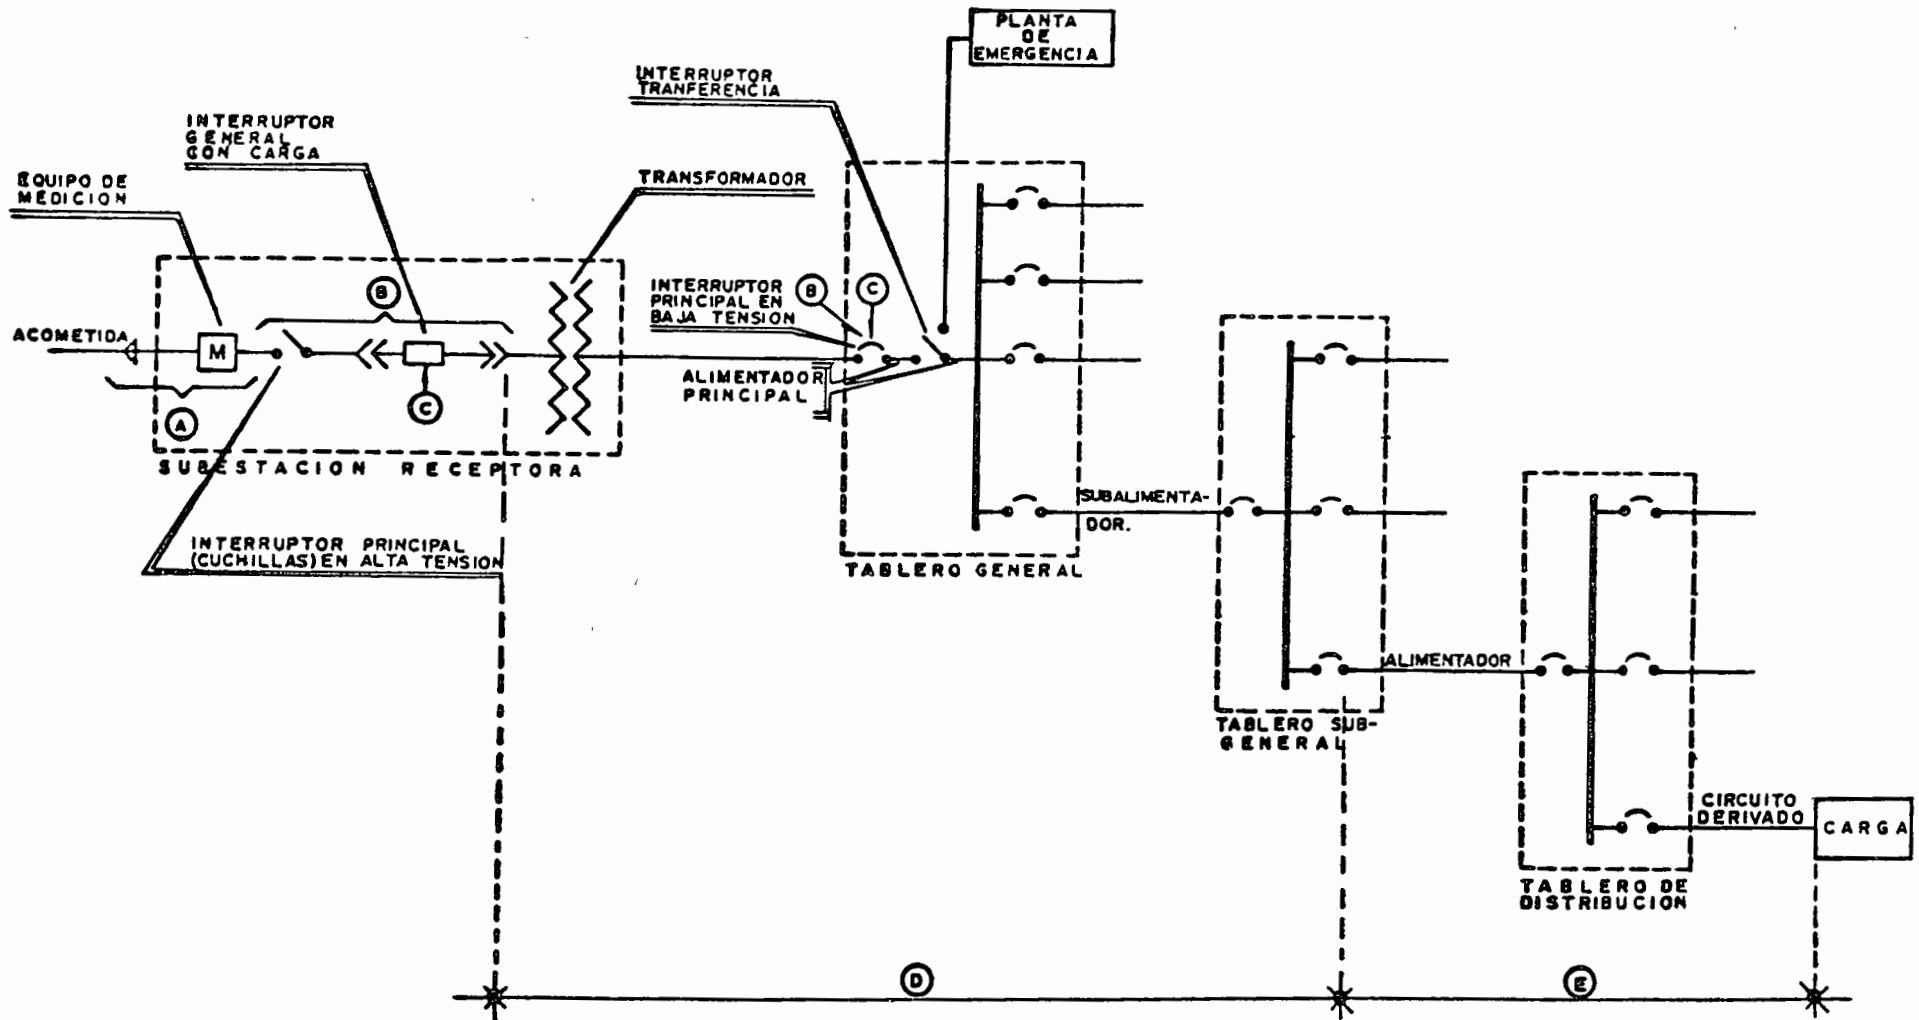 PLANTA
DE
EMERGENCIA
INTERRUPTOR
TRANFERENCIA
INTERRUPTOR
GENERAL
CON CARGA
EQUIPO DE
MEDICION
TRANSFORMADOR
INTERRUPTOR
PRINCIPAL EN
BAJA TENSION
B
C
B
ACOMETIDA
M
ALIMENTADOR
PRINCIPAL
A
C
SUBESTACION RECEPTORA
SUBALIMENTA-
DOR.
INTERRUPTOR PRINCIPAL
(CUCHILLAS) EN ALTA TENSION
TABLERO GENERAL
ALIMENTADOR
TABLERO SUB-
GENERAL
CIRCUITO
DERIVADO
CARGA
TABLERO DE
DISTRIBUCION
D
E